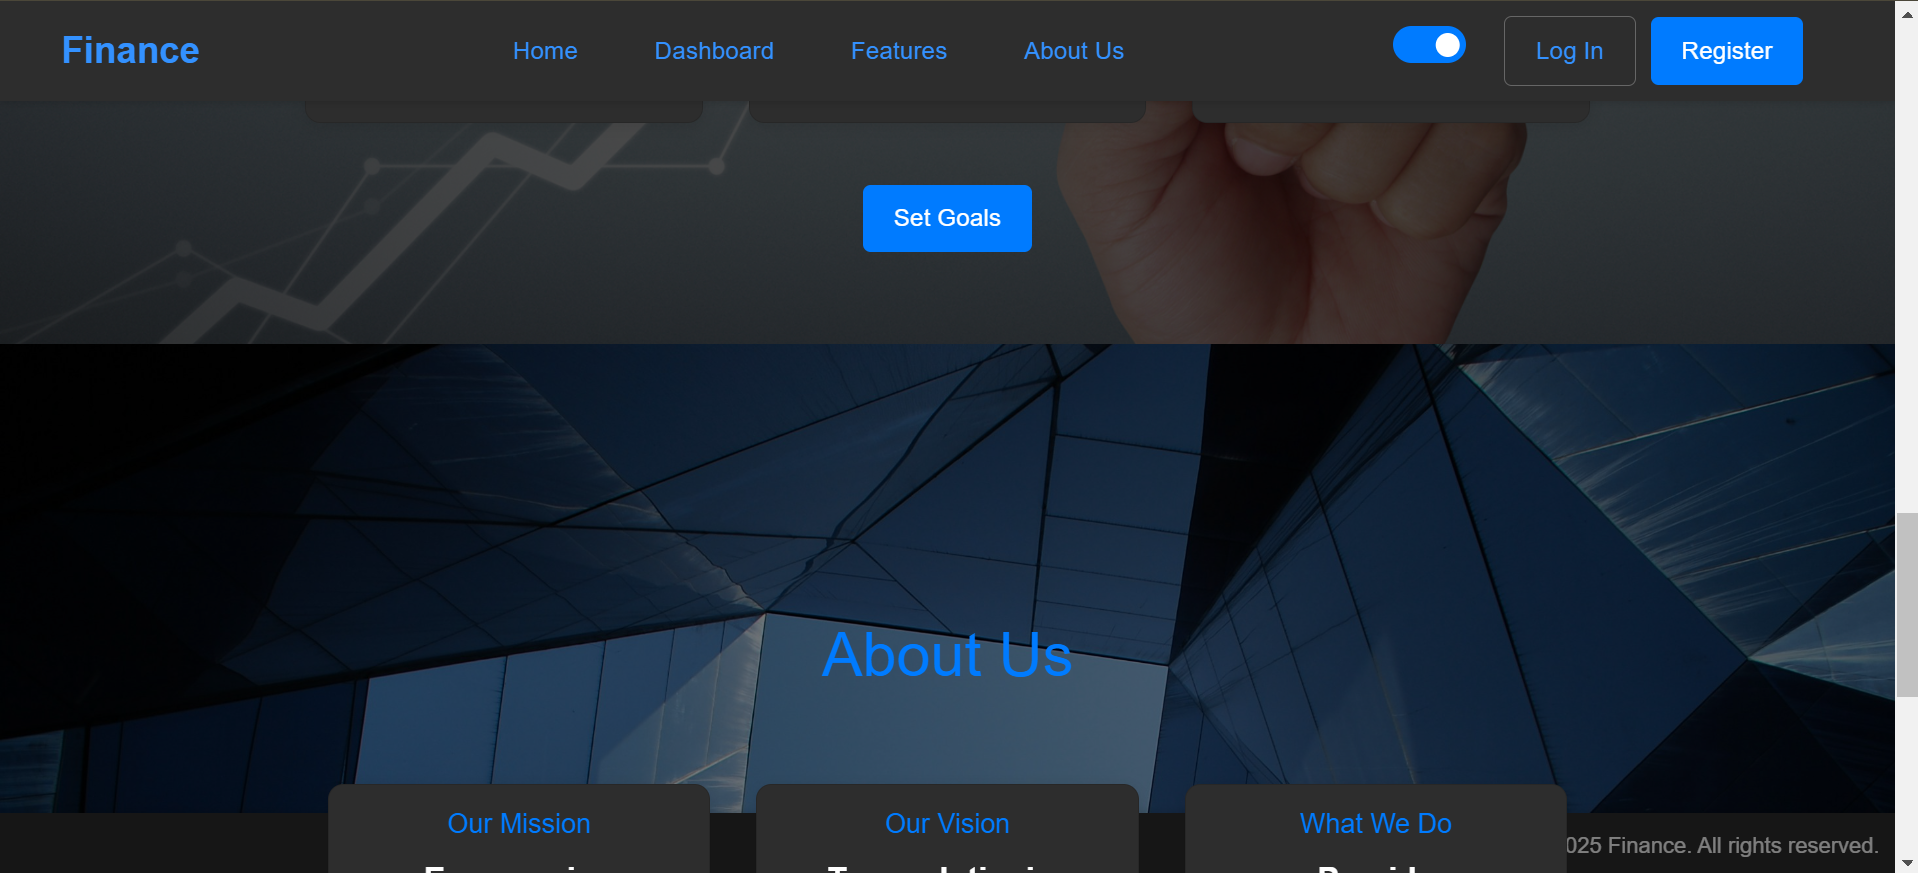 Finance
Home
Dashboard
Features
About Us
Log In
Register
Set Goals
About Us
Our Mission
Our Vision
What We Do
025 Finance. All rights reserved.